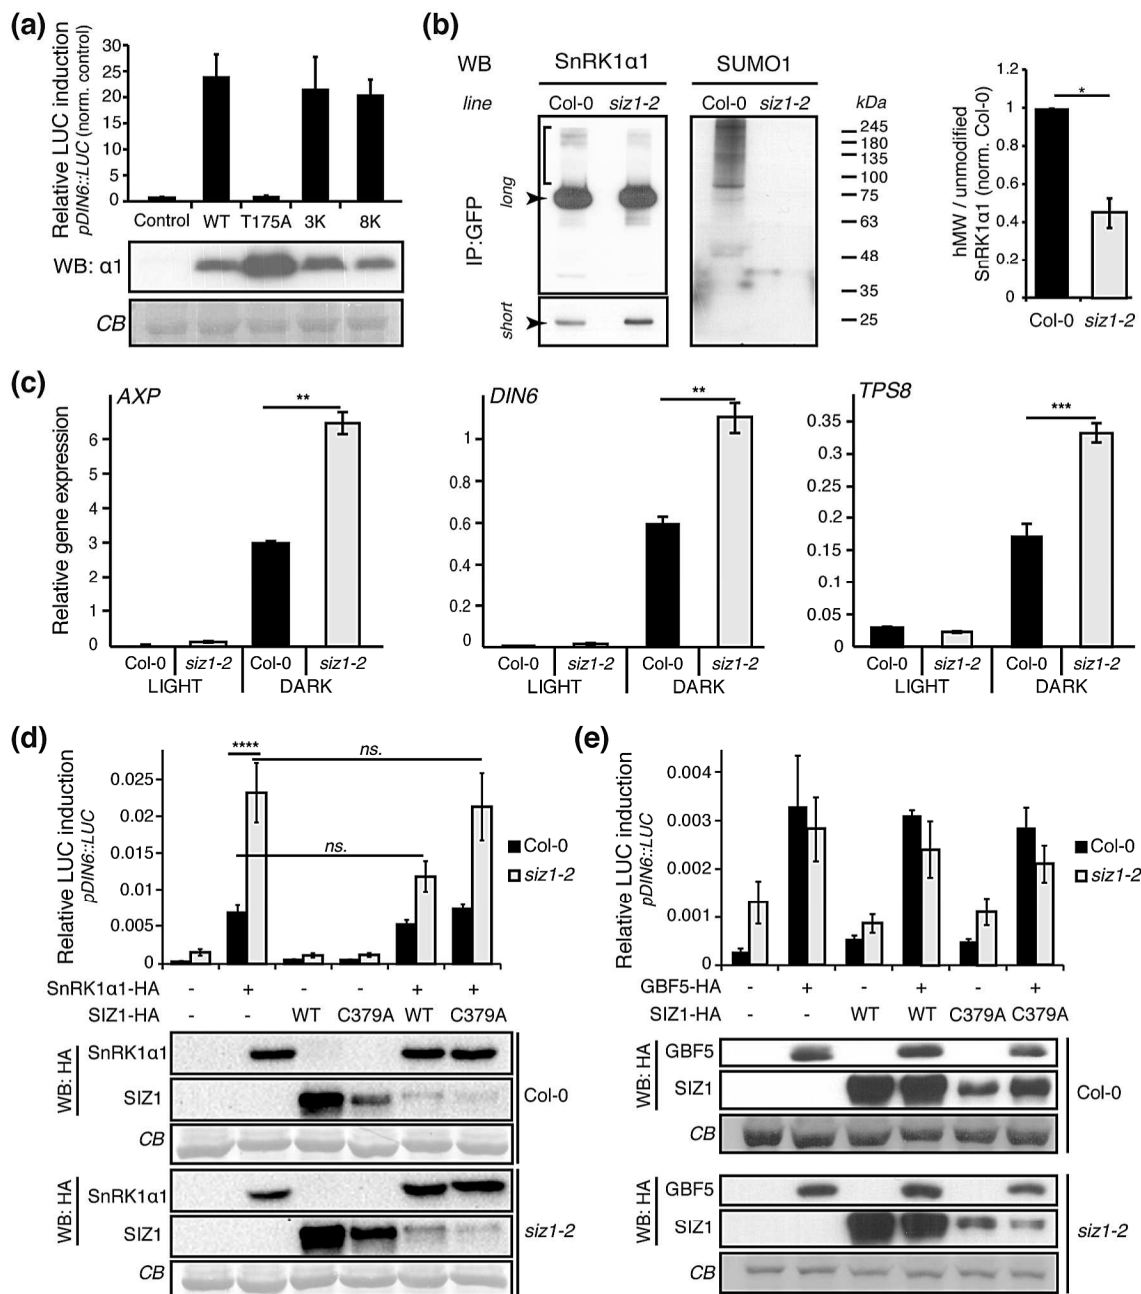 (a)
Relative LUC induction
pDIN6::LUC (norm. control)
30
25
20
15
10
5
0
Control WT T175A 3K 8K
WB: α1
CB
(b)
WB SnRK1α1 SUMO1
line Col-0 siz1-2 Col-0 siz1-2 kDa
IP:GFP
long
short
245
180
135
100
75
63
48
35
25
hMW / unmodified
SnRK1α1 (norm. Col-0)
1.2
1
0.8
0.6
0.4
0.2
0
*
Col-0 siz1-2
(c)
Relative gene expression
AXP
6
5
4
3
2
1
0
**
Col-0 siz1-2 Col-0 siz1-2
LIGHT DARK
DIN6
1
0.8
0.6
0.4
0.2
0
**
Col-0 siz1-2 Col-0 siz1-2
LIGHT DARK
TPS8
0.35
0.3
0.25
0.2
0.15
0.1
0.05
0
***
Col-0 siz1-2 Col-0 siz1-2
LIGHT DARK
(d)
Relative LUC induction
pDIN6::LUC
0.025
0.02
0.015
0.01
0.005
0
****
ns.
ns.
Col-0
siz1-2
SnRK1α1-HA - + - - + +
SIZ1-HA - - WT C379A WT C379A
WB: HA
SnRK1α1
SIZ1
CB
Col-0
WB: HA
SnRK1α1
SIZ1
CB
siz1-2
(e)
Relative LUC induction
pDIN6::LUC
0.004
0.003
0.002
0.001
0
Col-0
siz1-2
GBF5-HA - + - + - +
SIZ1-HA - - WT WT C379A C379A
WB: HA
GBF5
SIZ1
CB
Col-0
WB: HA
GBF5
SIZ1
CB
siz1-2